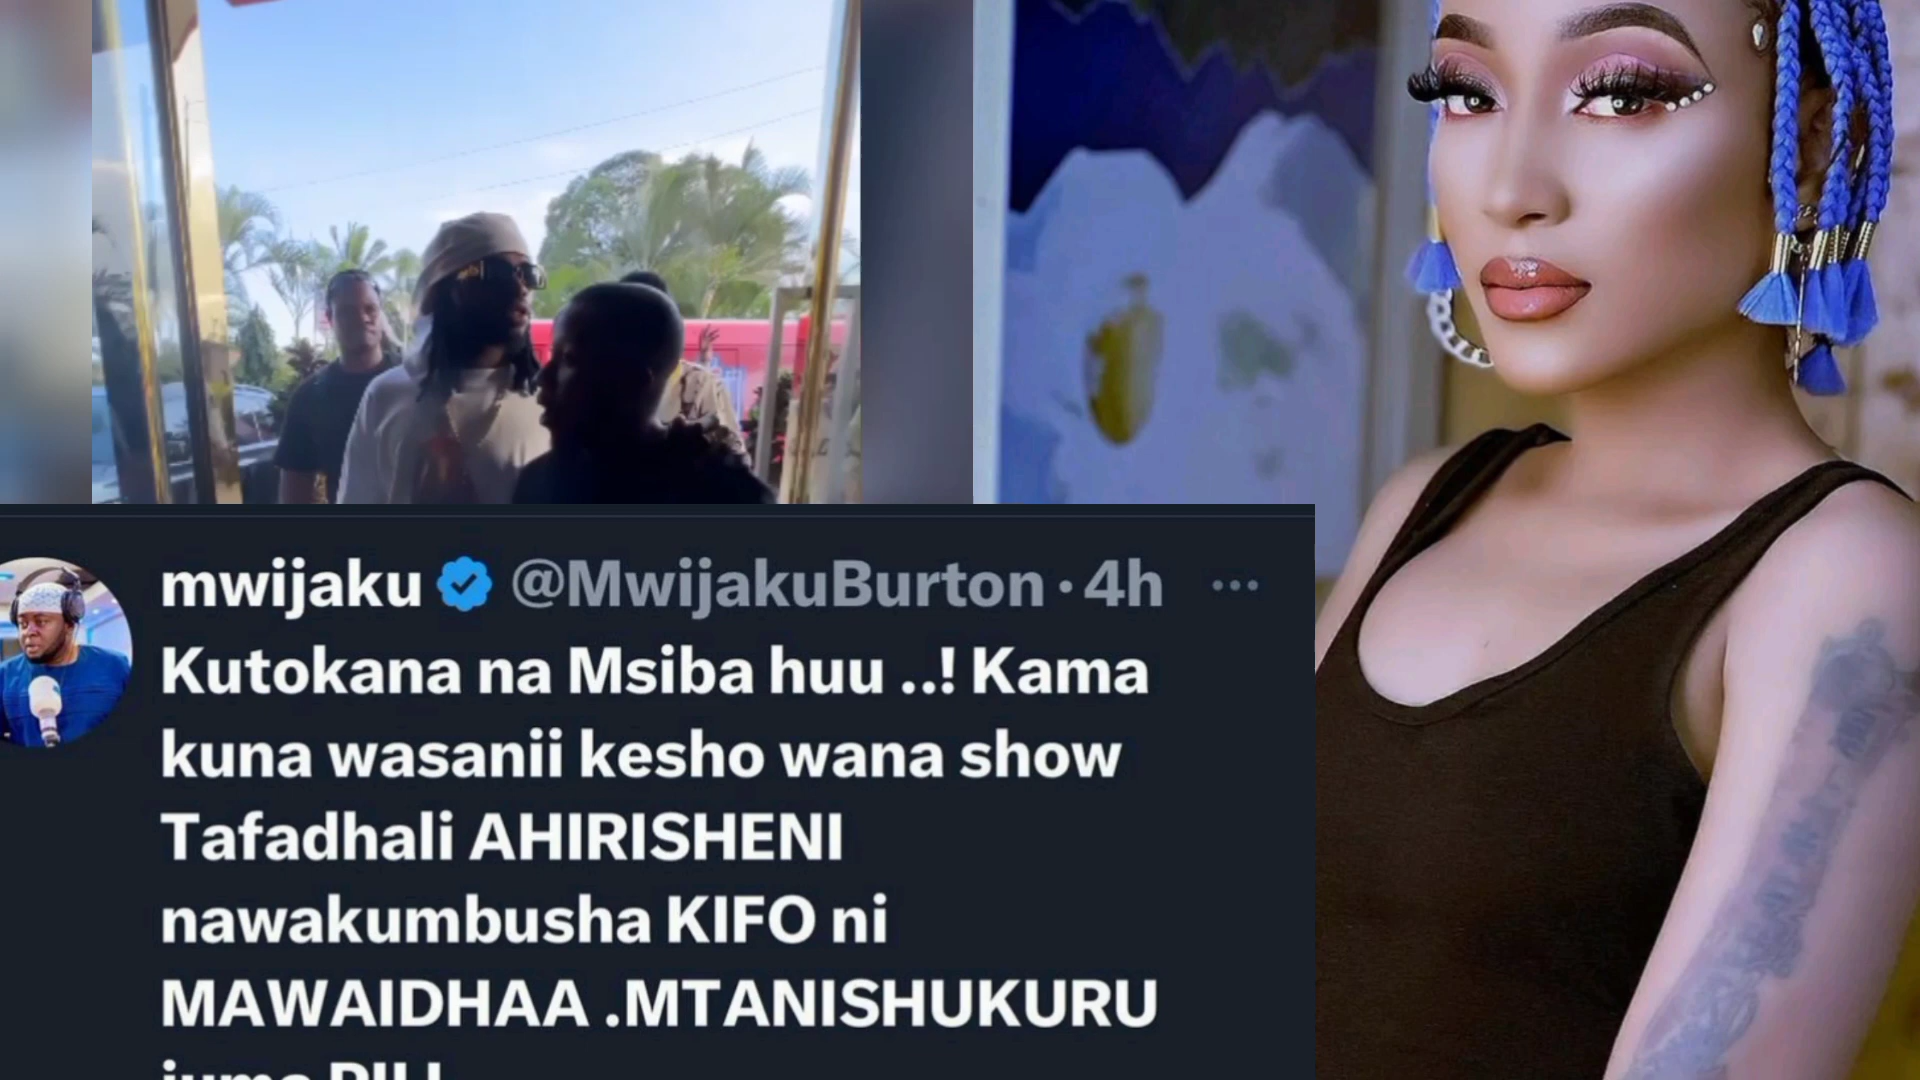 mwijaku @MwijakuBurton · 4h ...
Kutokana na Msiba huu ..! Kama
kuna wasanii kesho wana show
Tafadhali AHIRISHENI
nawakumbusha KIFO ni
MAWAIDHAA .MTANISHUKURU